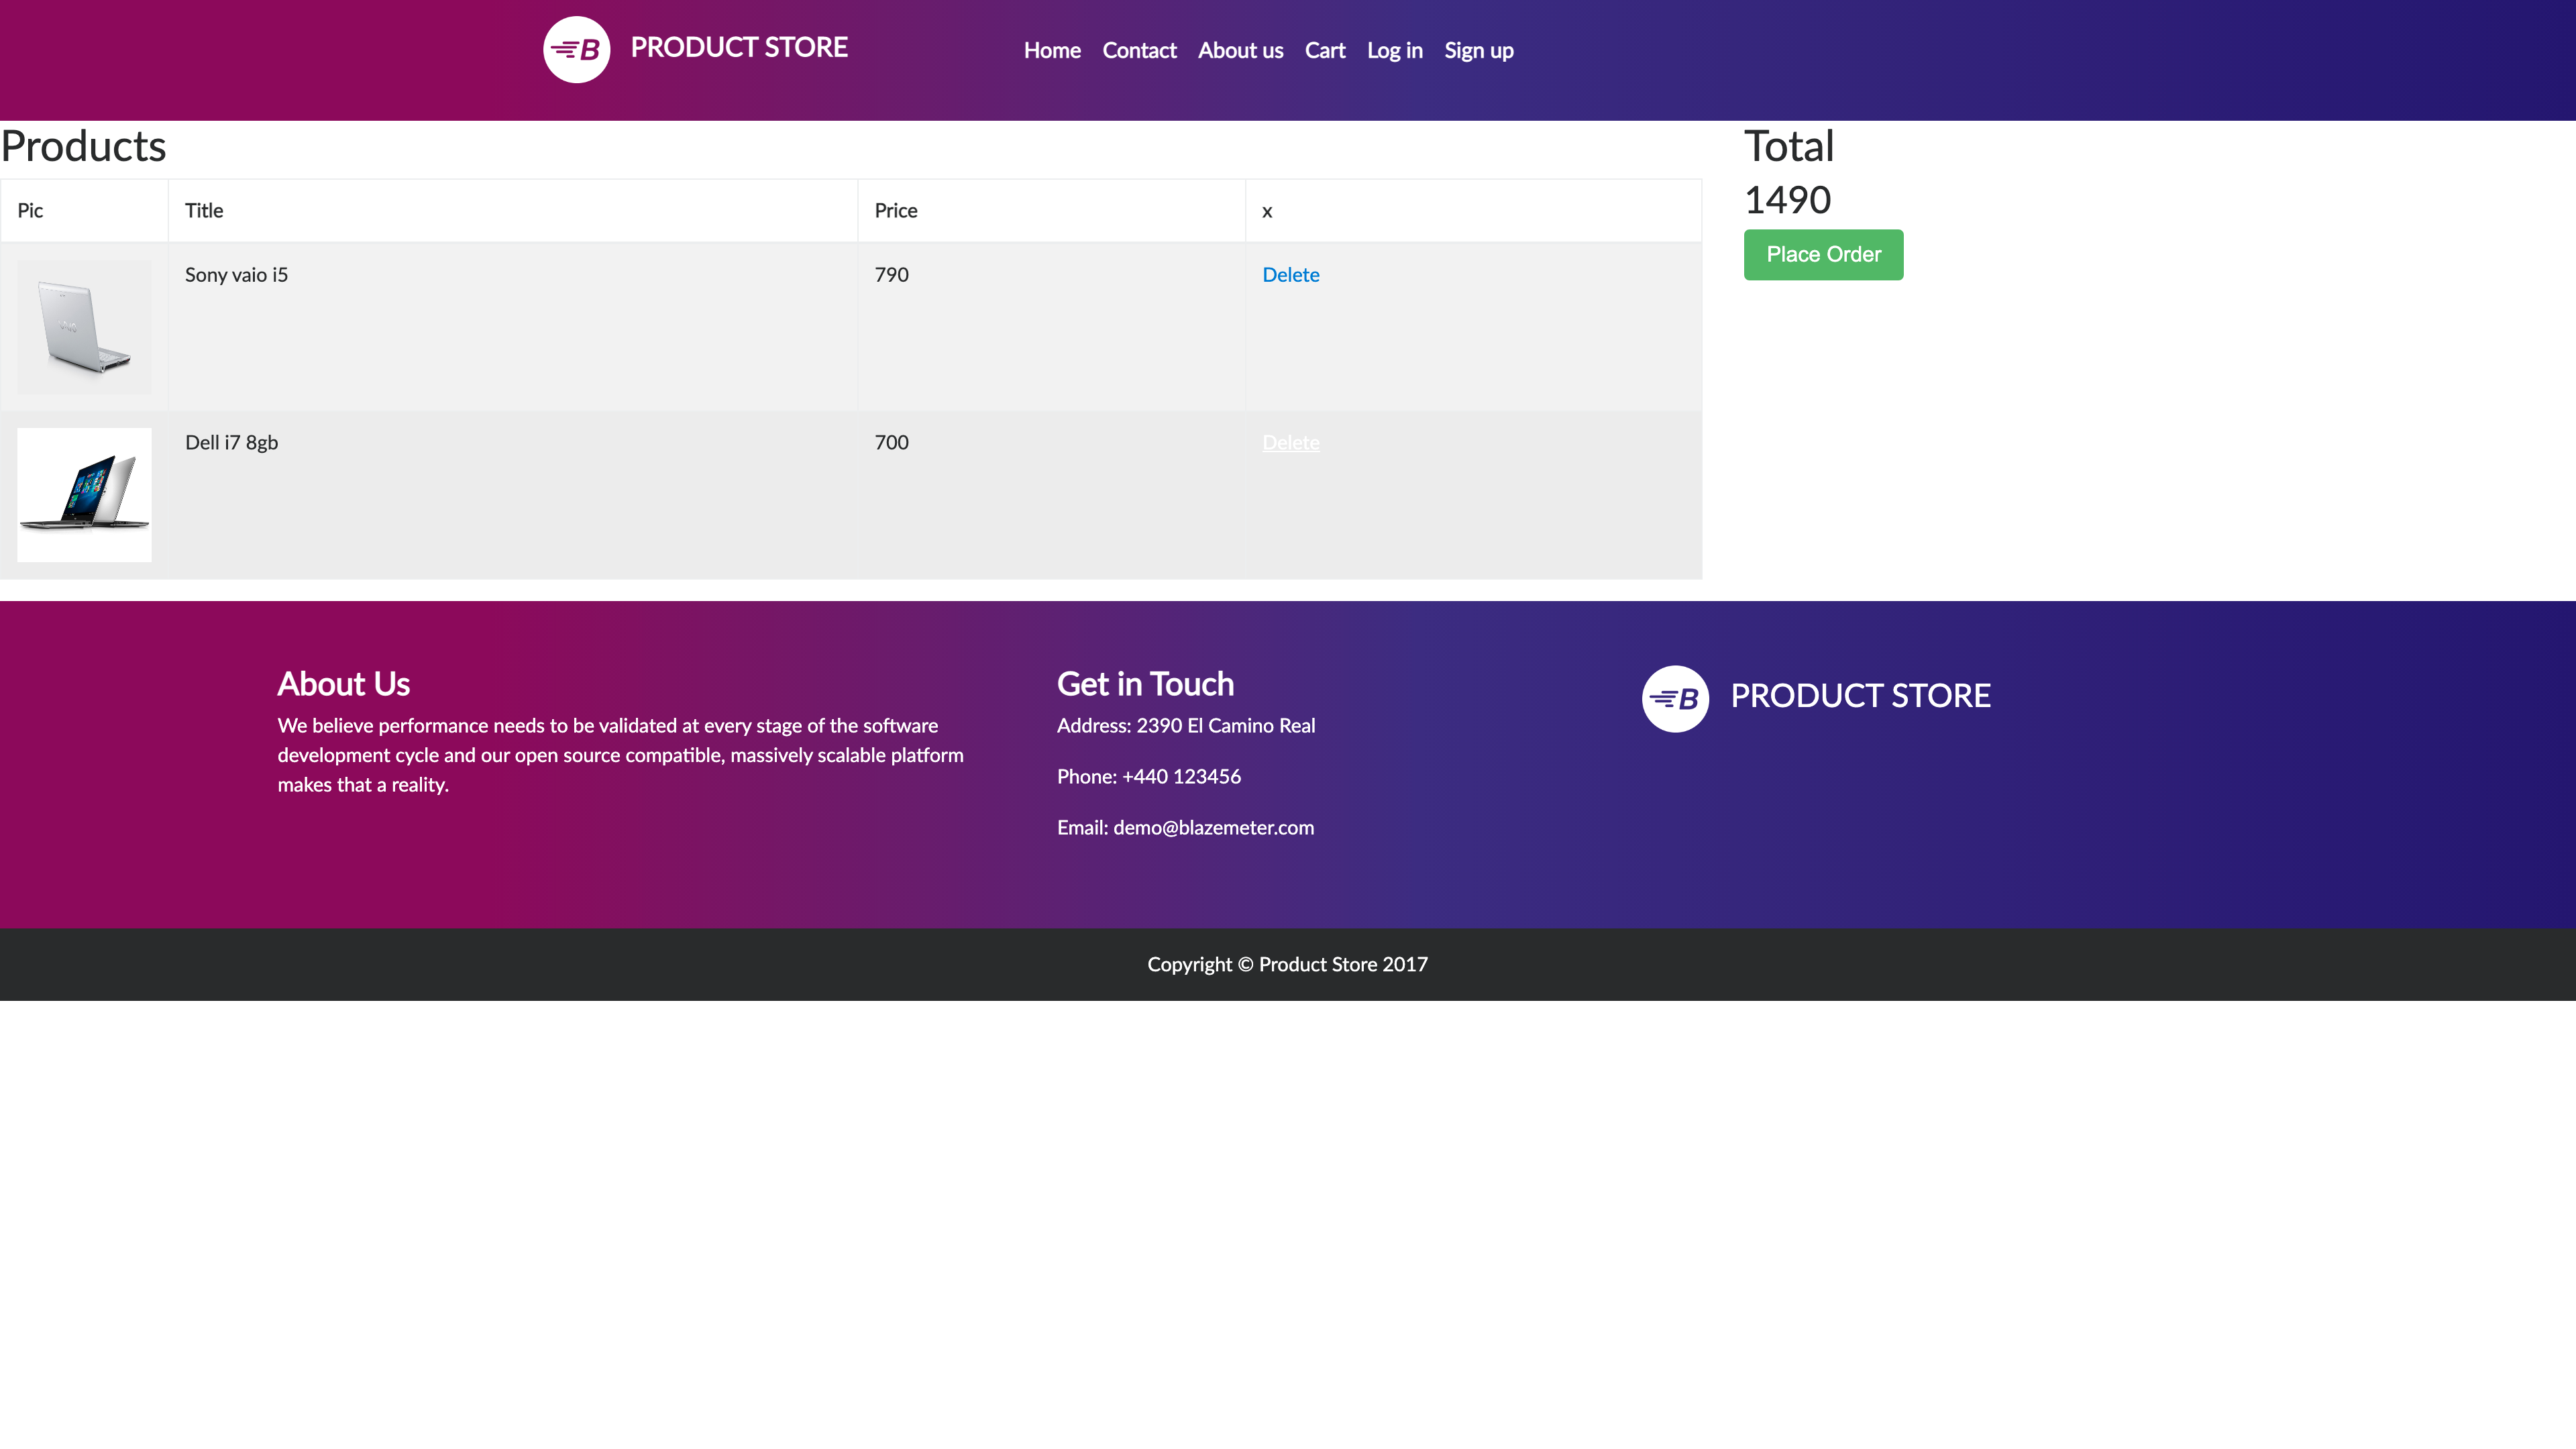 B PRODUCT STORE
Home Contact About us Cart Log in Sign up
Products
Pic Title Price x
VAIO
Sony vaio i5 790 Delete
Dell i7 8gb 700 Delete
Total
1490
Place Order
About Us
We believe performance needs to be validated at every stage of the software
development cycle and our open source compatible, massively scalable platform
makes that a reality.
Get in Touch
Address: 2390 El Camino Real
Phone: +440 123456
Email: demo@blazemeter.com
B PRODUCT STORE
Copyright © Product Store 2017